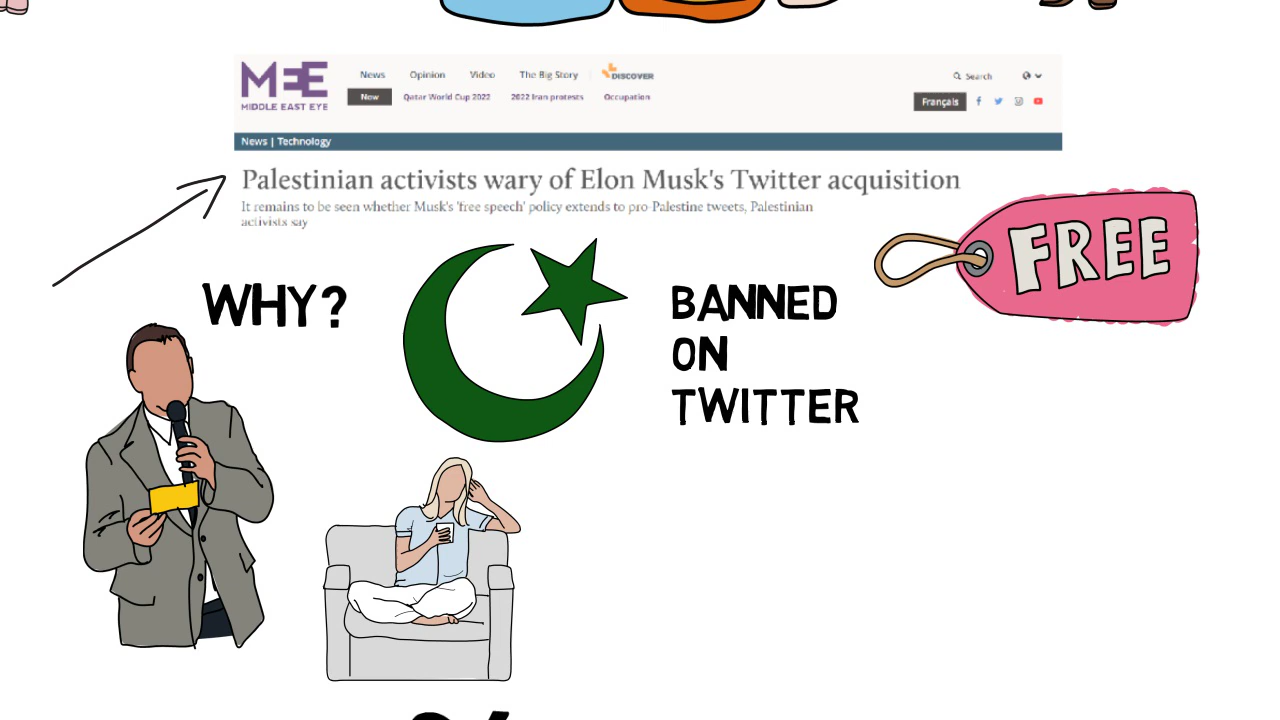 MEE
MIDDLE EAST EYE
News Opinion Video The Big Story DISCOVER
Search
New Qatar World Cup 2022 2022 Iran protests Occupation
Français
News | Technology
Palestinian activists wary of Elon Musk's Twitter acquisition
It remains to be seen whether Musk's 'free speech' policy extends to pro-Palestine tweets, Palestinian
activists say
FREE
WHY?
BANNED
ON
TWITTER